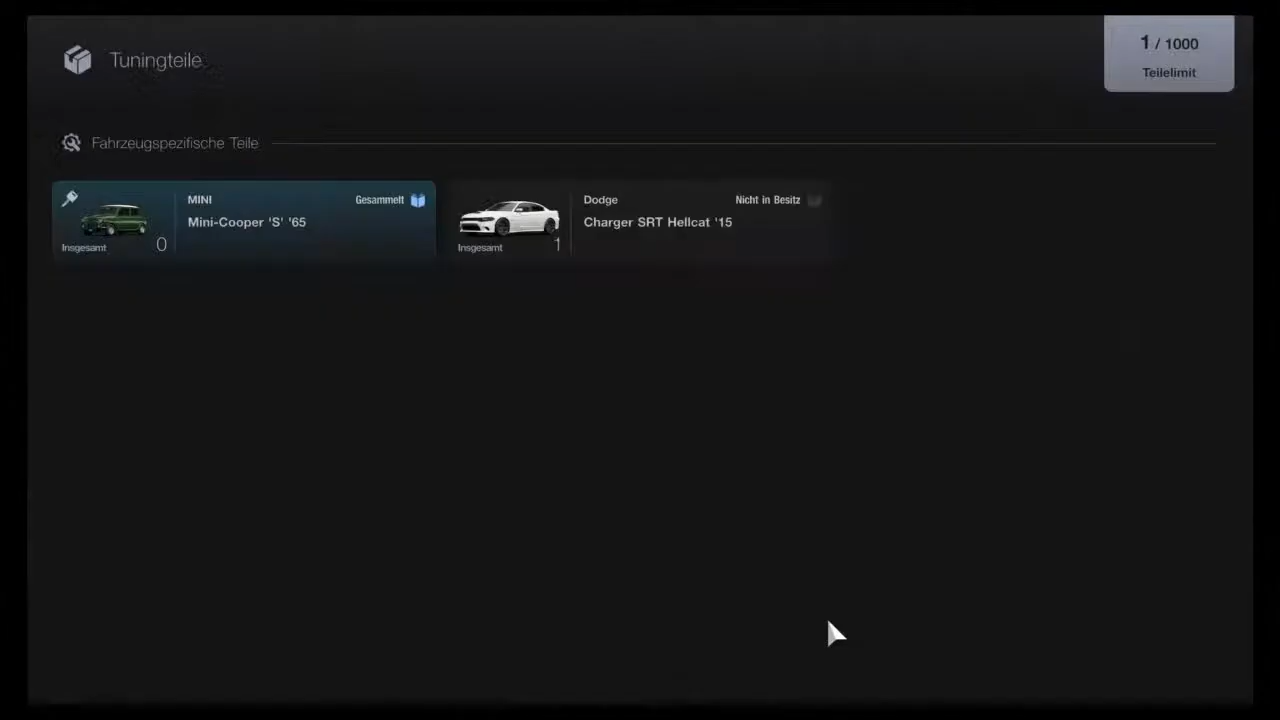 Tuningteile
1 / 1000
Teilelimit
Fahrzeugspezifische Teile
MINI
Gesammelt
Mini-Cooper 'S' '65
Insgesamt 0
Dodge
Nicht in Besitz
Charger SRT Hellcat '15
Insgesamt 1